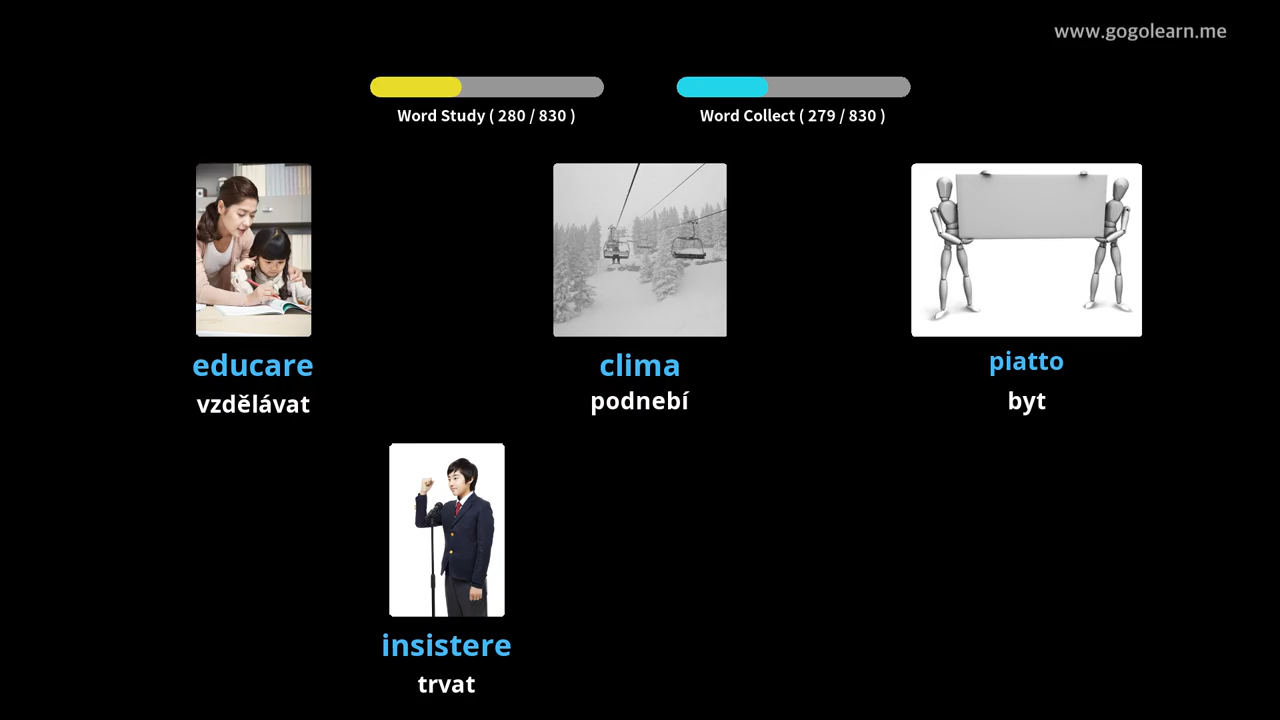 www.gogolearn.me
Word Study ( 280 / 830 )
Word Collect ( 279 / 830 )
educare
vzdělávat
clima
podnebí
piatto
byt
insistere
trvat